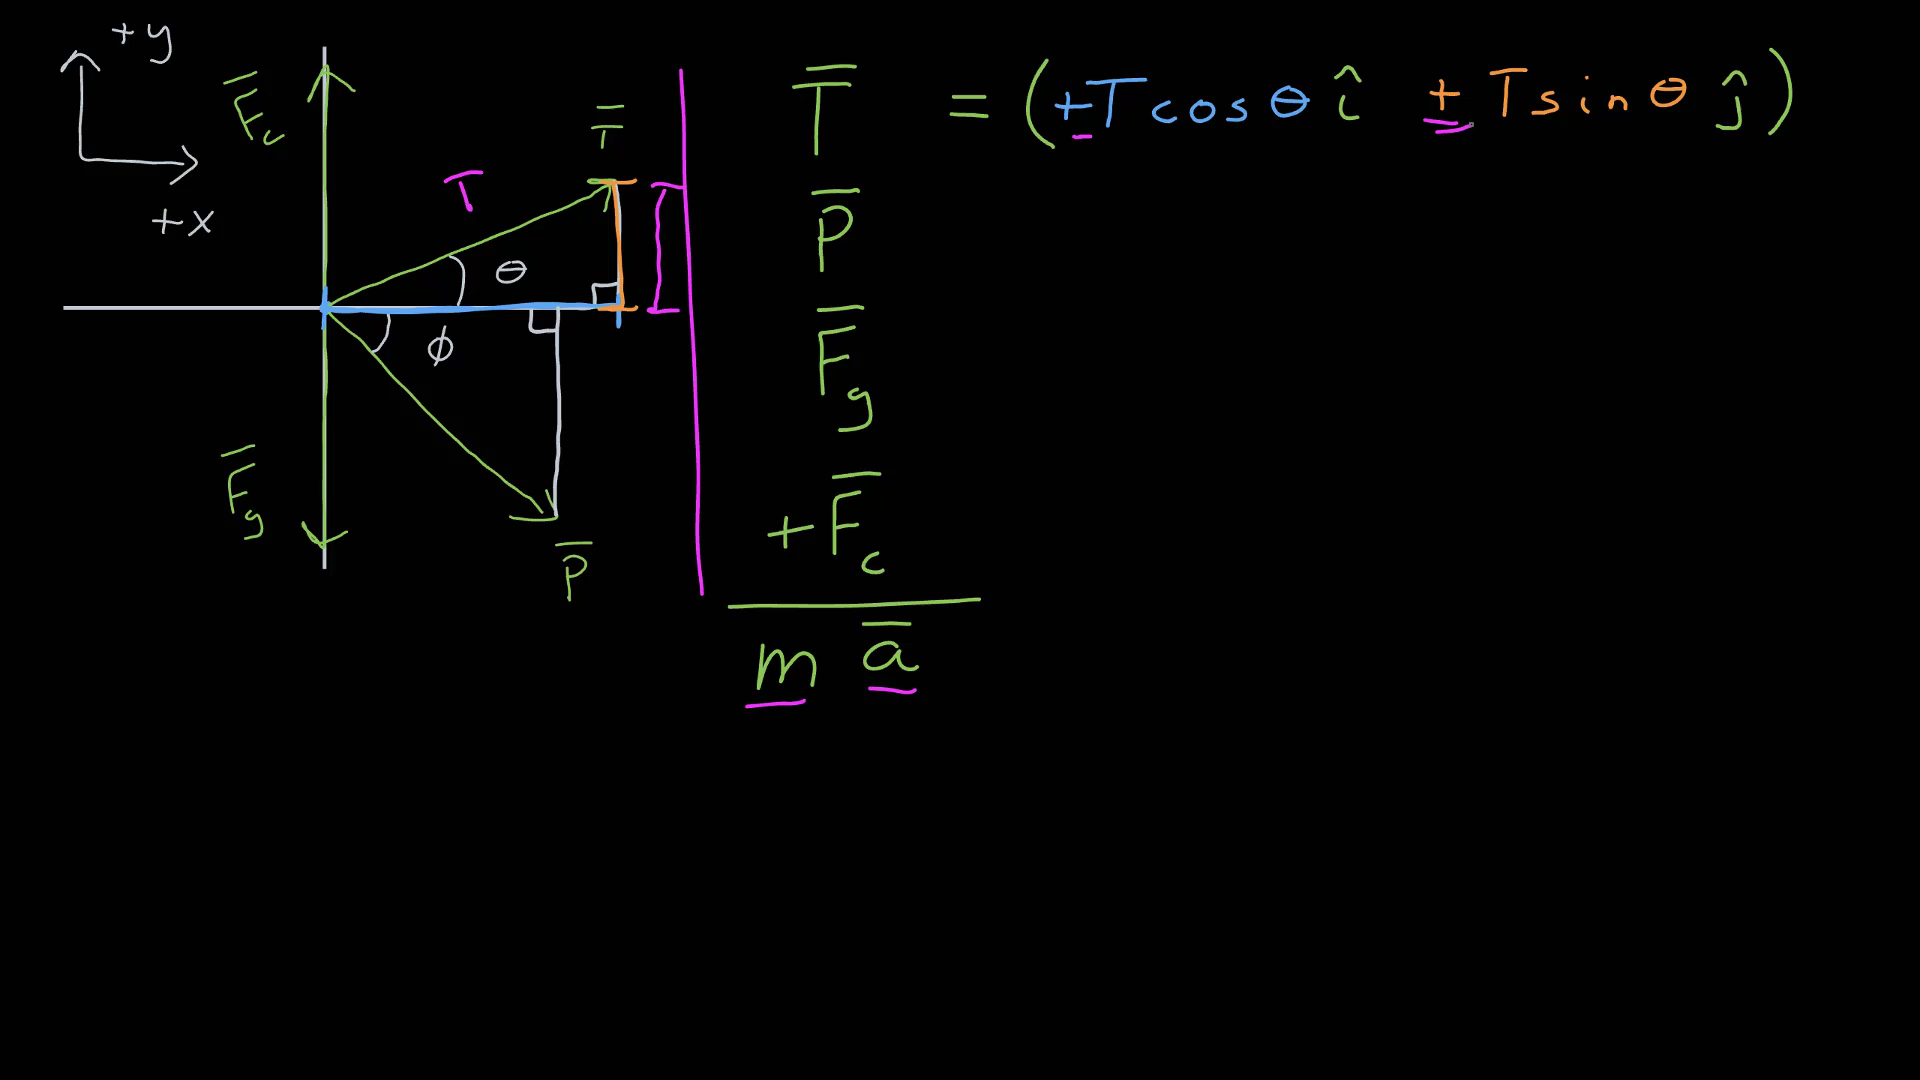 +y
+x
F̅c
T̅
T
θ
ϕ
F̅g
P̅
T̅ = (+T cos θ î + T sin θ ĵ)
P̅
F̅g
+ F̅c
m a̅